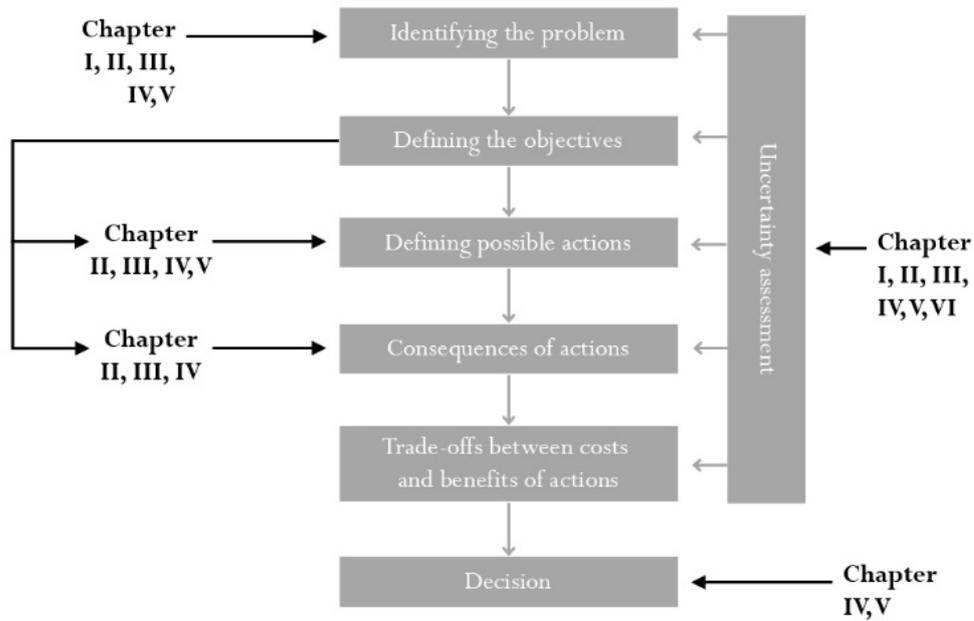 Chapter
I, II, III,
IV, V
Identifying the problem
Defining the objectives
Chapter
II, III, IV, V
Defining possible actions
Chapter
II, III, IV
Consequences of actions
Trade-offs between costs
and benefits of actions
Decision
Uncertainty assessment
Chapter
I, II, III,
IV, V, VI
Chapter
IV, V